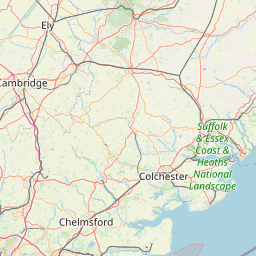 Ely
Cambridge
Suffolk
& Essex
Coast &
Heaths
National
Landscape
Colchester
Chelmsford